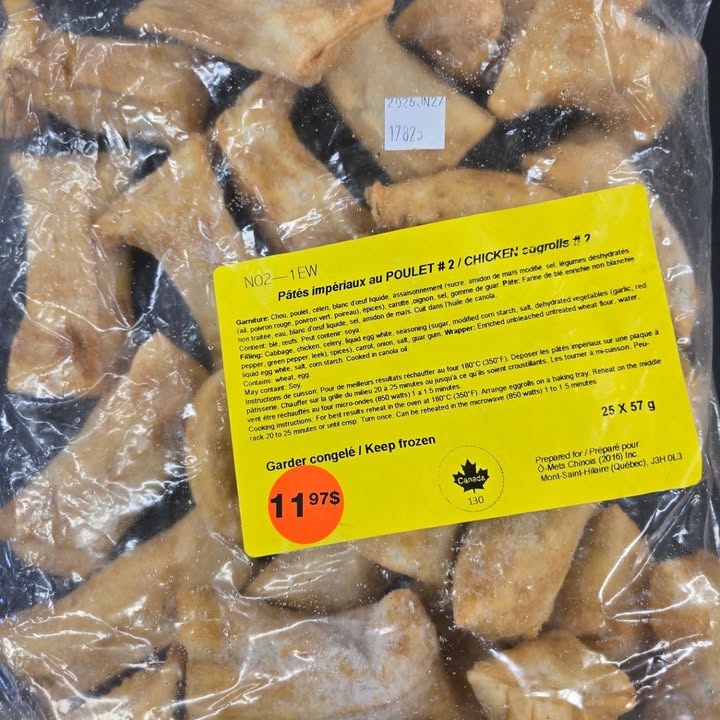 2026JN27
1782
N02-1EW
Pâtés impériaux au POULET # 2 / CHICKEN eggrolls # 2
Garniture: Chou, poulet, céleri, blanc d'œuf liquide, assaisonnement (sucre, amidon de maïs modifié, sel, légumes déshydratés
(ail, poivron rouge, poivron vert, poireau), épices), carotte, oignon, sel, gomme de guar. Pâte: Farine de blé enrichie non blanchie
non traitée, eau, blanc d'œuf liquide, sel, amidon de maïs. Cuit dans l'huile de canola.
Contient: blé, œufs. Peut contenir: soya.
Filling: Cabbage, chicken, celery, liquid egg white, seasoning (sugar, modified corn starch, salt, dehydrated vegetables (garlic, red
pepper, green pepper, leek), spices), carrot, onion, salt, guar gum. Wrapper: Enriched unbleached untreated wheat flour, water,
liquid egg white, salt, corn starch. Cooked in canola oil.
Contains: wheat, egg.
May contain: Soy.
Instructions de cuisson: Pour de meilleurs résultats réchauffer au four 180°C (350°F). Déposer les pâtés impériaux sur une plaque à
pâtisserie. Chauffer sur la grille du milieu 20 à 25 minutes ou jusqu'à ce qu'ils soient croustillants. Les tourner à mi-cuisson. Peu-
vent être réchauffés au four micro-ondes (850 watts) 1 à 1.5 minutes.
Cooking instructions: For best results reheat in the oven at 180°C (350°F). Arrange eggrolls on a baking tray. Reheat on the middle
rack 20 to 25 minutes or until crisp. Turn once. Can be reheated in the microwave (850 watts) 1 to 1.5 minutes
25 X 57 g
Garder congelé / Keep frozen
11 97$
Canada
130
Prepared for / Préparé pour
Ô-Mets Chinois (2016) Inc.
Mont-Saint-Hilaire (Québec), J3H 0L3